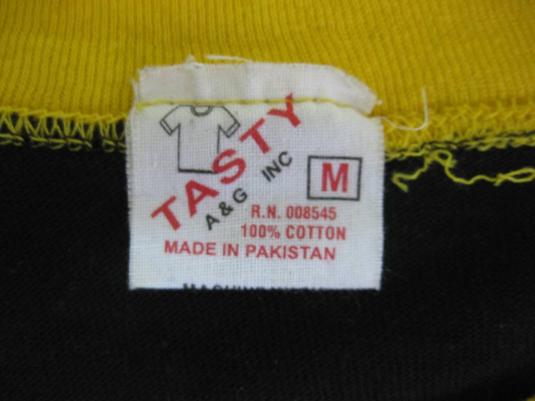 TASTY
A & G INC
M
R.N. 008545
100% COTTON
MADE IN PAKISTAN